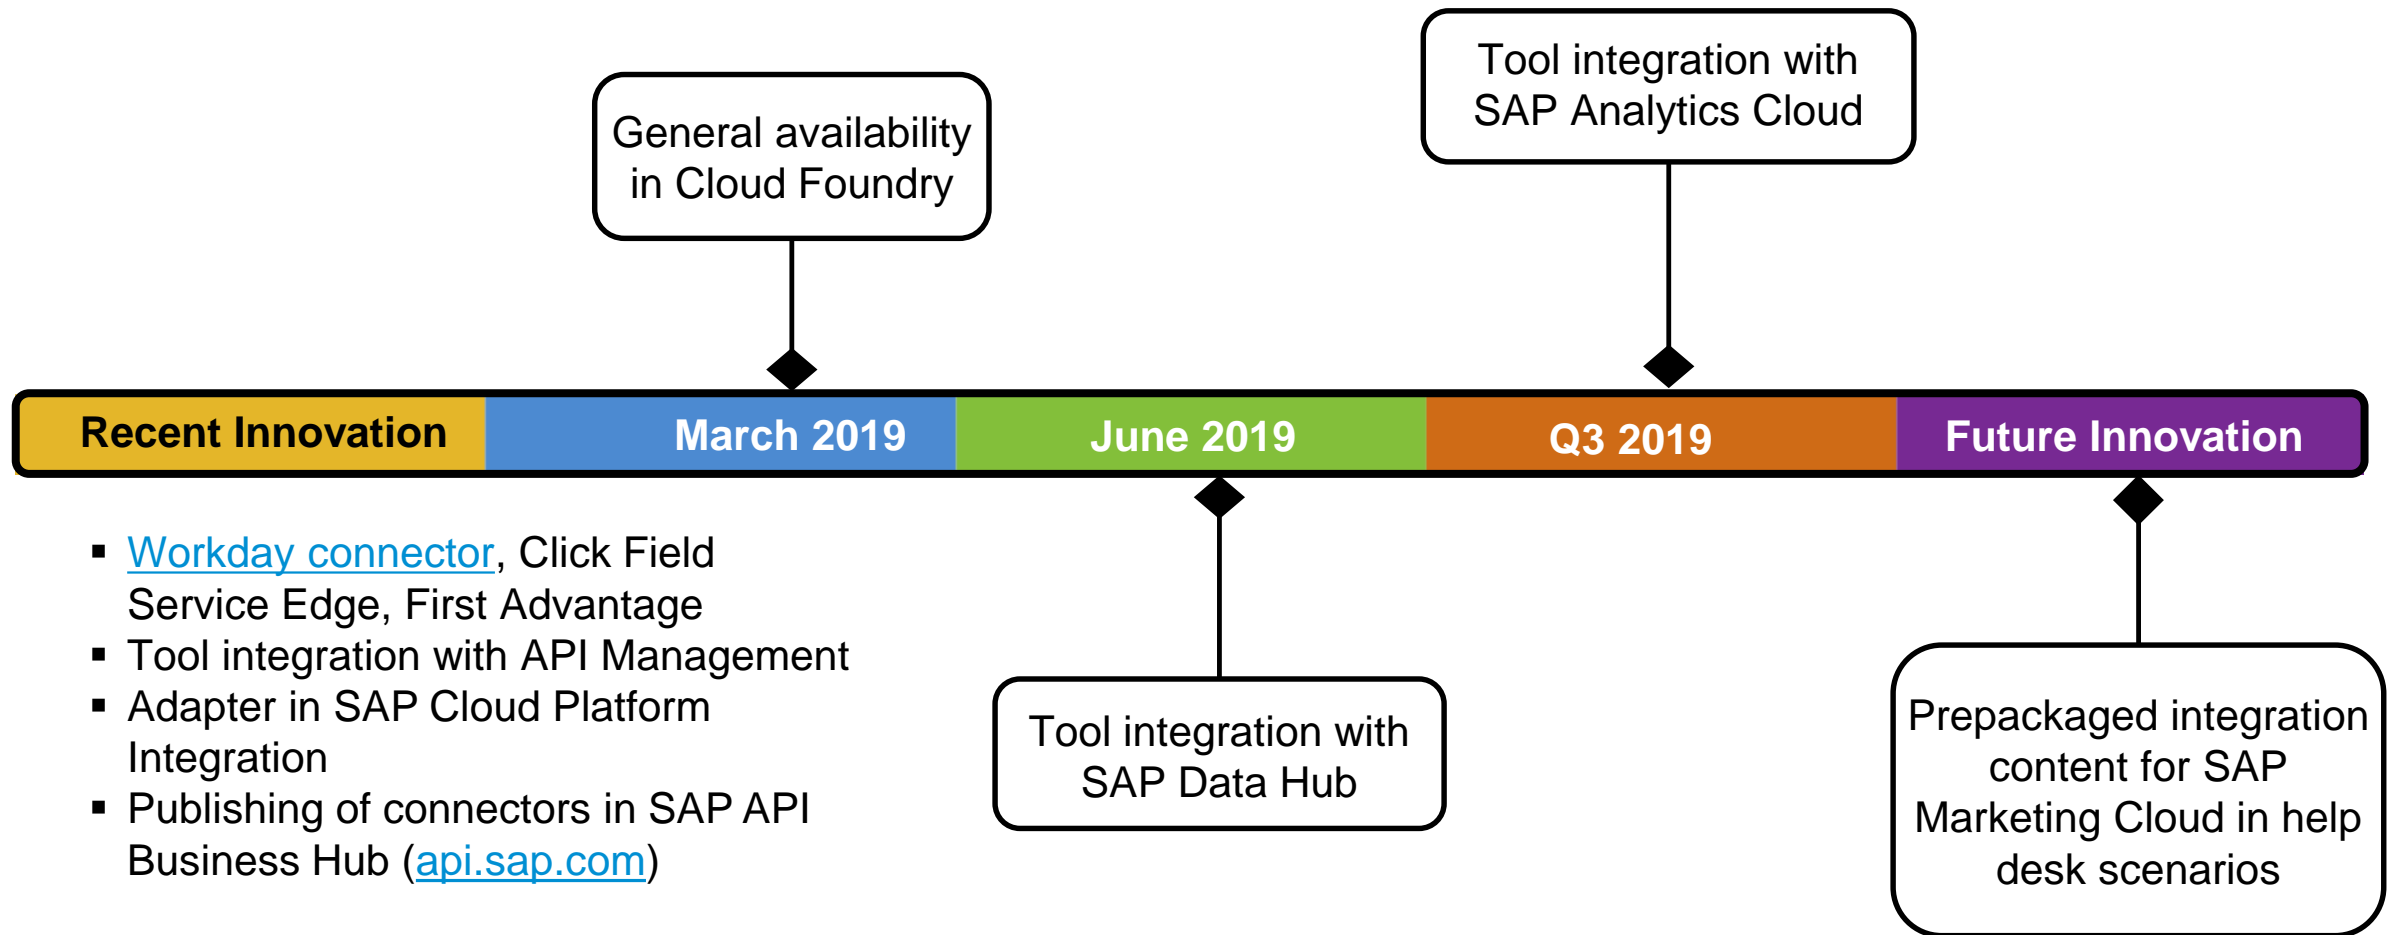 Tool integration with
SAP Analytics Cloud
General availability
in Cloud Foundry
Recent Innovation
March 2019
June 2019
Q3 2019
Future Innovation
▪ Workday connector, Click Field
Service Edge, First Advantage
▪ Tool integration with API Management
▪ Adapter in SAP Cloud Platform
Integration
▪ Publishing of connectors in SAP API
Business Hub (api.sap.com)
Tool integration with
SAP Data Hub
Prepackaged integration
content for SAP
Marketing Cloud in help
desk scenarios